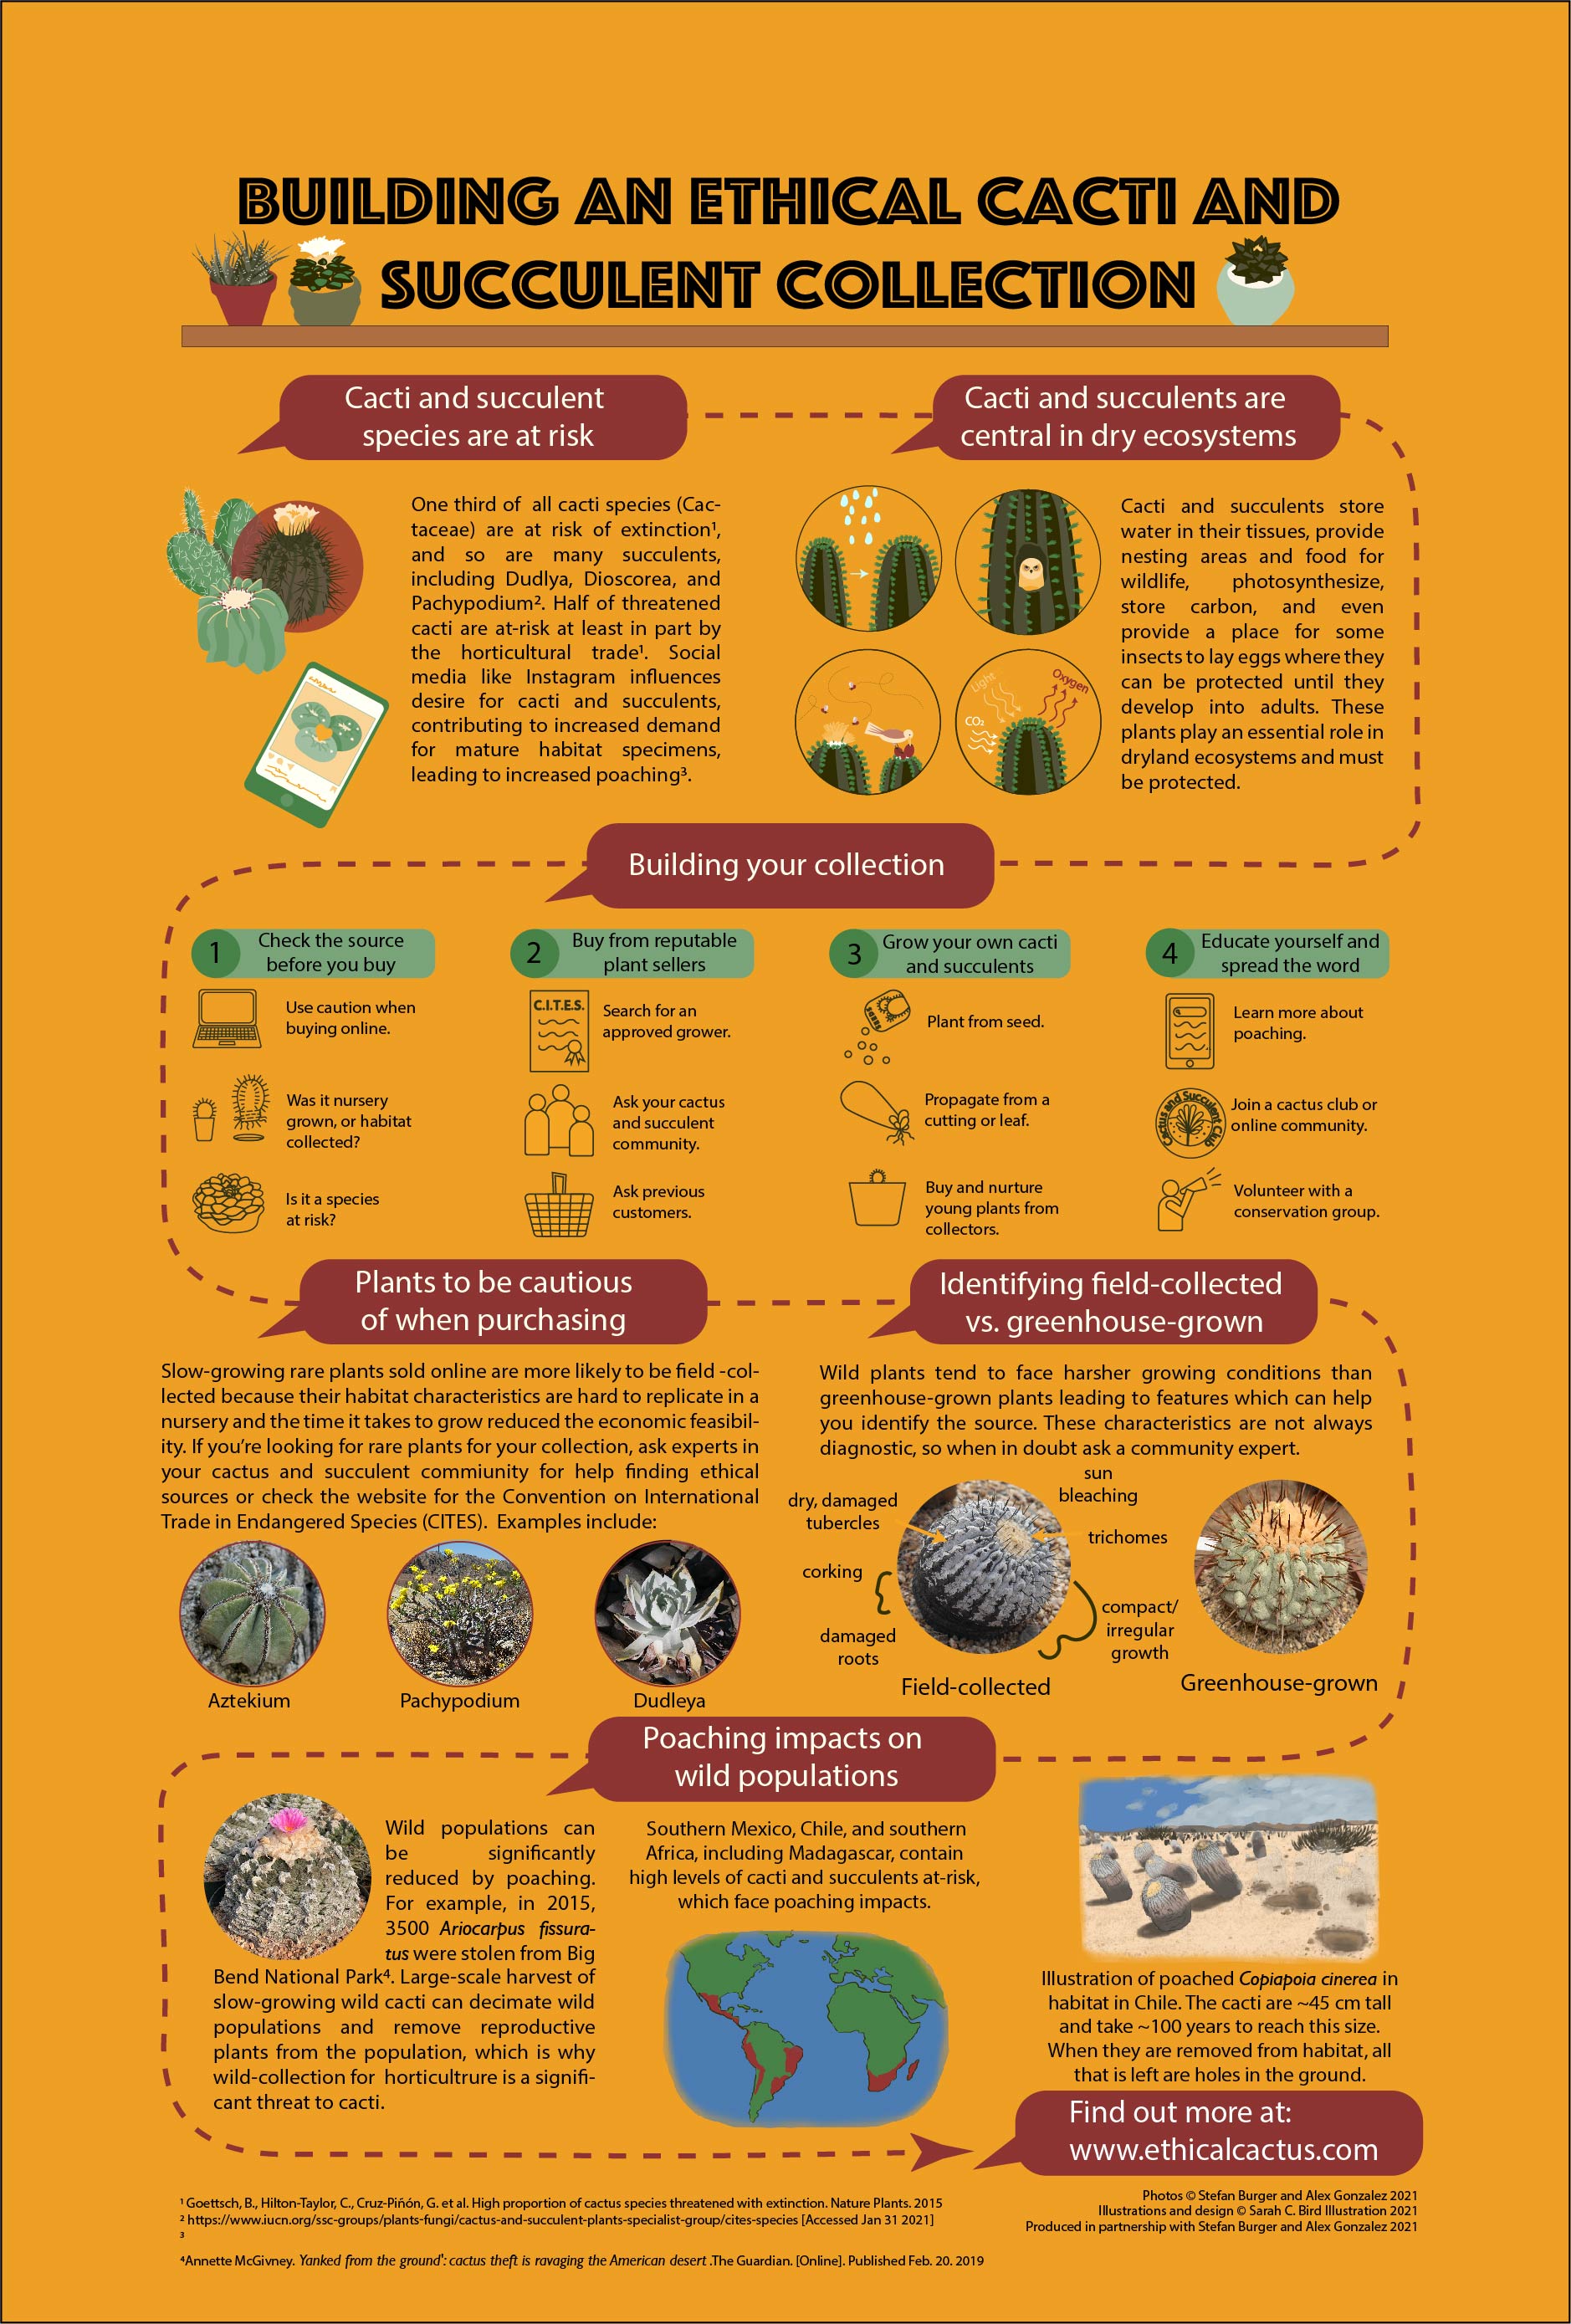 BUILDING AN ETHICAL CACTI AND
SUCCULENT COLLECTION
Cacti and succulent
species are at risk
One third of all cacti species (Cac-
taceae) are at risk of extinction¹,
and so are many succulents,
including Dudlya, Dioscorea, and
Pachypodium². Half of threatened
cacti are at-risk at least in part by
the horticultural trade¹. Social
media like Instagram influences
desire for cacti and succulents,
contributing to increased demand
for mature habitat specimens,
leading to increased poaching³.
Cacti and succulents are
central in dry ecosystems
Light
Oxygen
CO₂
Cacti and succulents store
water in their tissues, provide
nesting areas and food for
wildlife, photosynthesize,
store carbon, and even
provide a place for some
insects to lay eggs where they
can be protected until they
develop into adults. These
plants play an essential role in
dryland ecosystems and must
be protected.
Building your collection
1
Check the source
before you buy
Use caution when
buying online.
Was it nursery
grown, or habitat
collected?
Is it a species
at risk?
2
Buy from reputable
plant sellers
C.I.T.E.S.
Search for an
approved grower.
Ask your cactus
and succulent
community.
Ask previous
customers.
3
Grow your own cacti
and succulents
SEEDS
Plant from seed.
Propagate from a
cutting or leaf.
Buy and nurture
young plants from
collectors.
4
Educate yourself and
spread the word
Learn more about
poaching.
Cactus and Succulent Club
Join a cactus club or
online community.
Volunteer with a
conservation group.
Plants to be cautious
of when purchasing
Slow-growing rare plants sold online are more likely to be field -col-
lected because their habitat characteristics are hard to replicate in a
nursery and the time it takes to grow reduced the economic feasibil-
ity. If you're looking for rare plants for your collection, ask experts in
your cactus and succulent commiunity for help finding ethical
sources or check the website for the Convention on International
Trade in Endangered Species (CITES). Examples include:
Aztekium
Pachypodium
Dudleya
Identifying field-collected
vs. greenhouse-grown
Wild plants tend to face harsher growing conditions than
greenhouse-grown plants leading to features which can help
you identify the source. These characteristics are not always
diagnostic, so when in doubt ask a community expert.
sun
bleaching
dry, damaged
tubercles
trichomes
corking
compact/
irregular
growth
damaged
roots
Field-collected
Greenhouse-grown
Poaching impacts on
wild populations
Wild populations can
be significantly
reduced by poaching.
For example, in 2015,
3500 Ariocarpus fissura-
tus were stolen from Big
Bend National Park⁴. Large-scale harvest of
slow-growing wild cacti can decimate wild
populations and remove reproductive
plants from the population, which is why
wild-collection for horticultrure is a signifi-
cant threat to cacti.
Southern Mexico, Chile, and southern
Africa, including Madagascar, contain
high levels of cacti and succulents at-risk,
which face poaching impacts.
Illustration of poached Copiapoia cinerea in
habitat in Chile. The cacti are ~45 cm tall
and take ~100 years to reach this size.
When they are removed from habitat, all
that is left are holes in the ground.
Find out more at:
www.ethicalcactus.com
¹ Goettsch, B., Hilton-Taylor, C., Cruz-Piñón, G. et al. High proportion of cactus species threatened with extinction. Nature Plants. 2015
² https://www.iucn.org/ssc-groups/plants-fungi/cactus-and-succulent-plants-specialist-group/cites-species [Accessed Jan 31 2021]
³
⁴Annette McGivney. Yanked from the ground': cactus theft is ravaging the American desert .The Guardian. [Online]. Published Feb. 20. 2019
Photos © Stefan Burger and Alex Gonzalez 2021
Illustrations and design © Sarah C. Bird Illustration 2021
Produced in partnership with Stefan Burger and Alex Gonzalez 2021